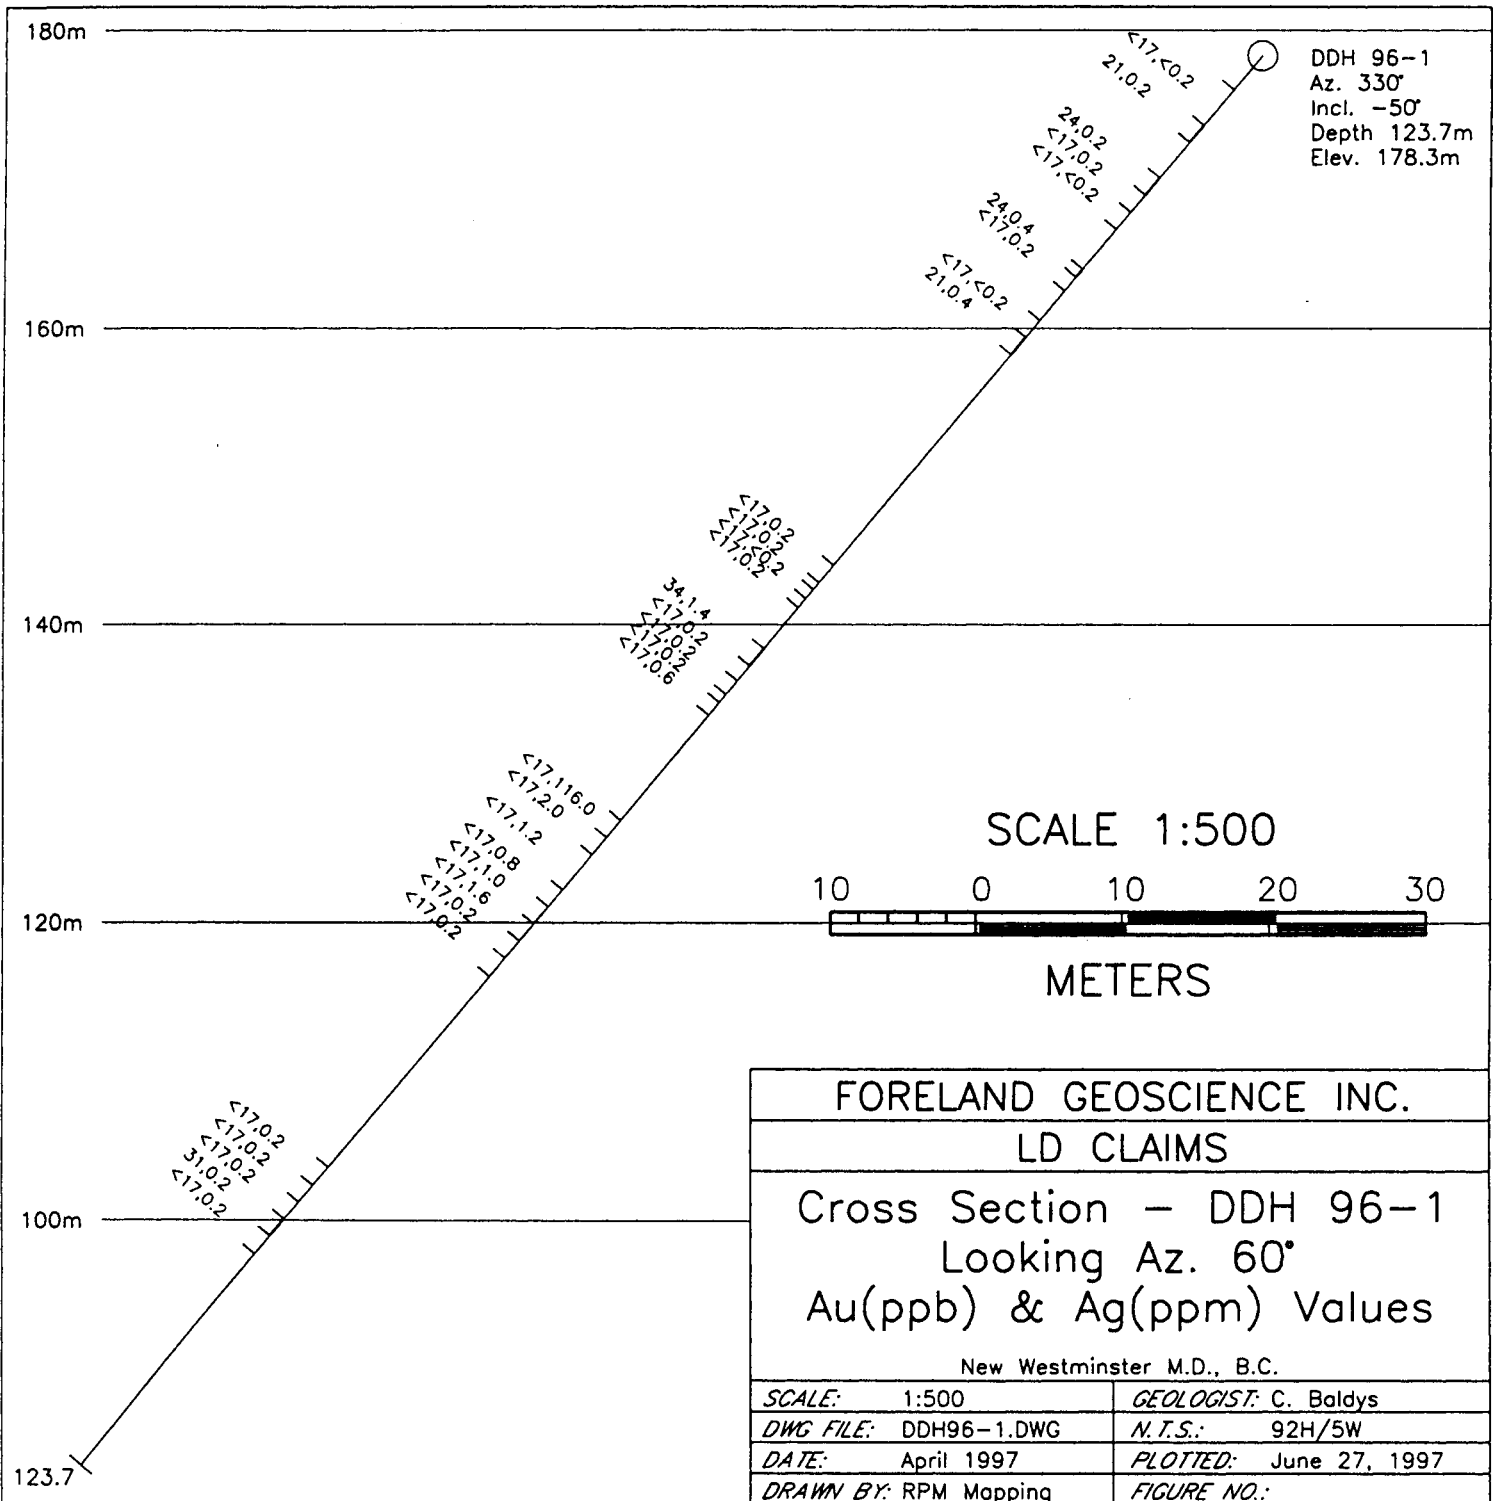 180m
<17,<0.2
21,0.2
DDH 96-1
Az. 330°
Incl. -50°
Depth 123.7m
Elev. 178.3m
24,0.2
<17,0.2
<17,<0.2
24,0.4
<17,0.2
<17,<0.2
21,0.4
160m
<17,0.2
<17,0.2
<17,<0.2
<17,0.2
34,1.4
<17,0.2
<17,0.2
<17,0.2
<17,0.6
140m
<17,116.0
<17,2.0
<17,1.2
<17,0.8
<17,1.0
<17,1.6
<17,0.2
<17,0.2
120m
SCALE 1:500
10 0 10 20 30
METERS
<17,0.2
<17,0.2
<17,0.2
31,0.2
<17,0.2
100m
123.7
FORELAND GEOSCIENCE INC.
LD CLAIMS
Cross Section - DDH 96-1
Looking Az. 60°
Au(ppb) & Ag(ppm) Values
New Westminster M.D., B.C.
SCALE: 1:500 GEOLOGIST: C. Baldys
DWG FILE: DDH96-1.DWG N.T.S.: 92H/5W
DATE: April 1997 PLOTTED: June 27, 1997
DRAWN BY: RPM Mapping FIGURE NO.: